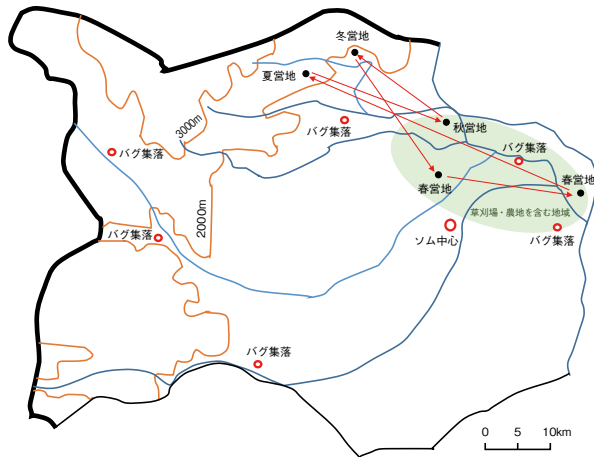 冬営地
夏営地
3000m
バグ集落
秋営地
バグ集落
バグ集落
春営地
春営地
2000m
草刈場・農地を含む地域
バグ集落
ソム中心
バグ集落
バグ集落
0 5 10km